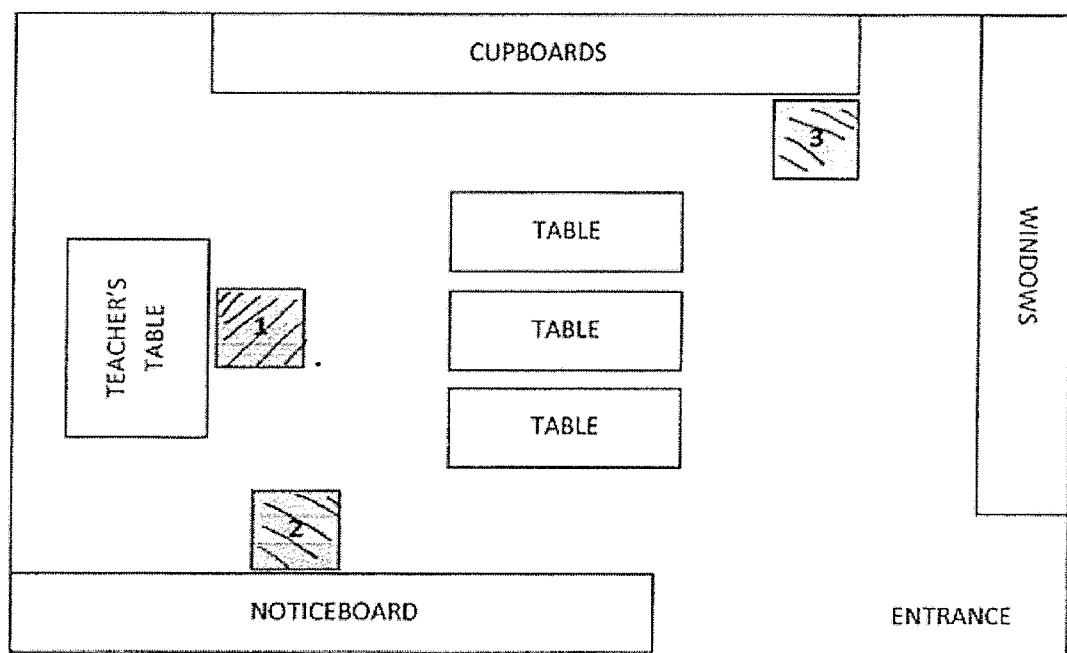 CUPBOARDS
3
TABLE
WINDOWS
TEACHER'S
TABLE
1
TABLE
TABLE
2
NOTICEBOARD
ENTRANCE